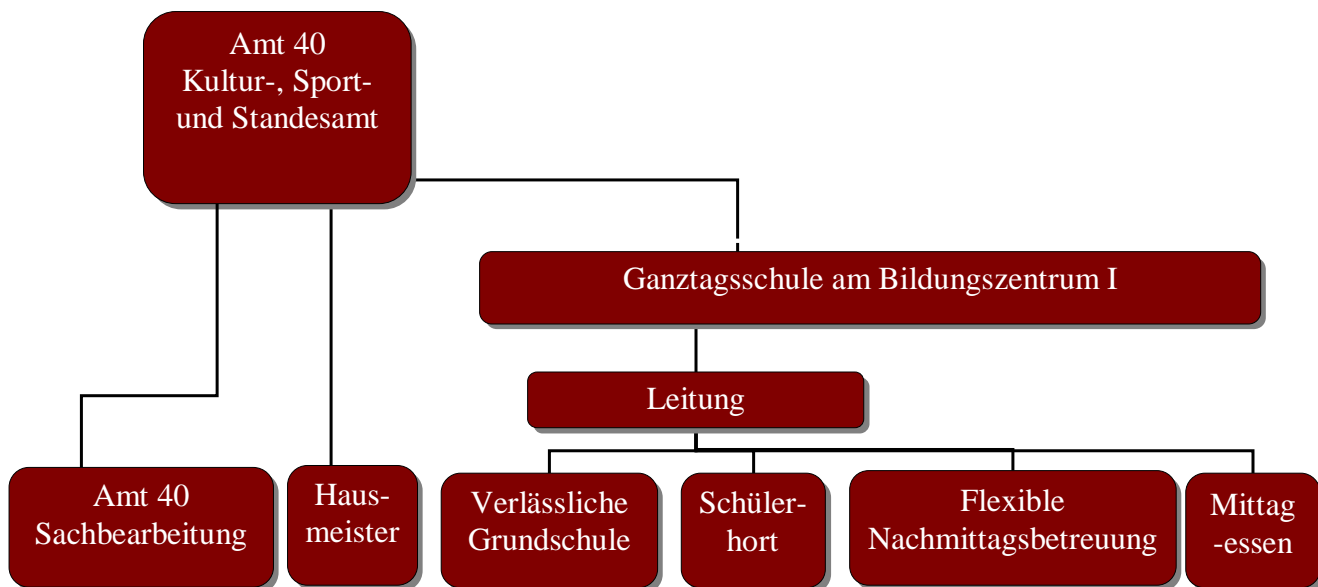 Amt 40
Kultur-, Sport-
und Standesamt
Ganztagsschule am Bildungszentrum I
Leitung
Amt 40
Sachbearbeitung
Haus-
meister
Verlässliche
Grundschule
Schüler-
hort
Flexible
Nachmittagsbetreuung
Mittag
-essen